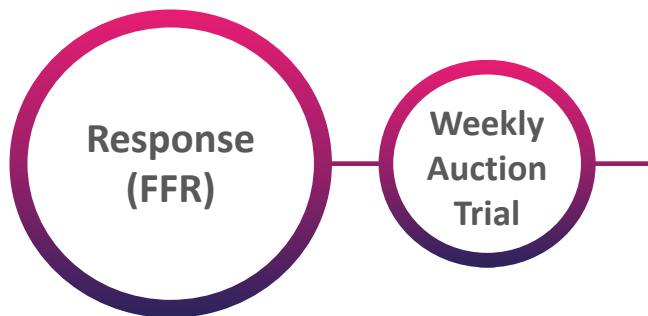 Response
(FFR)
Weekly
Auction
Trial